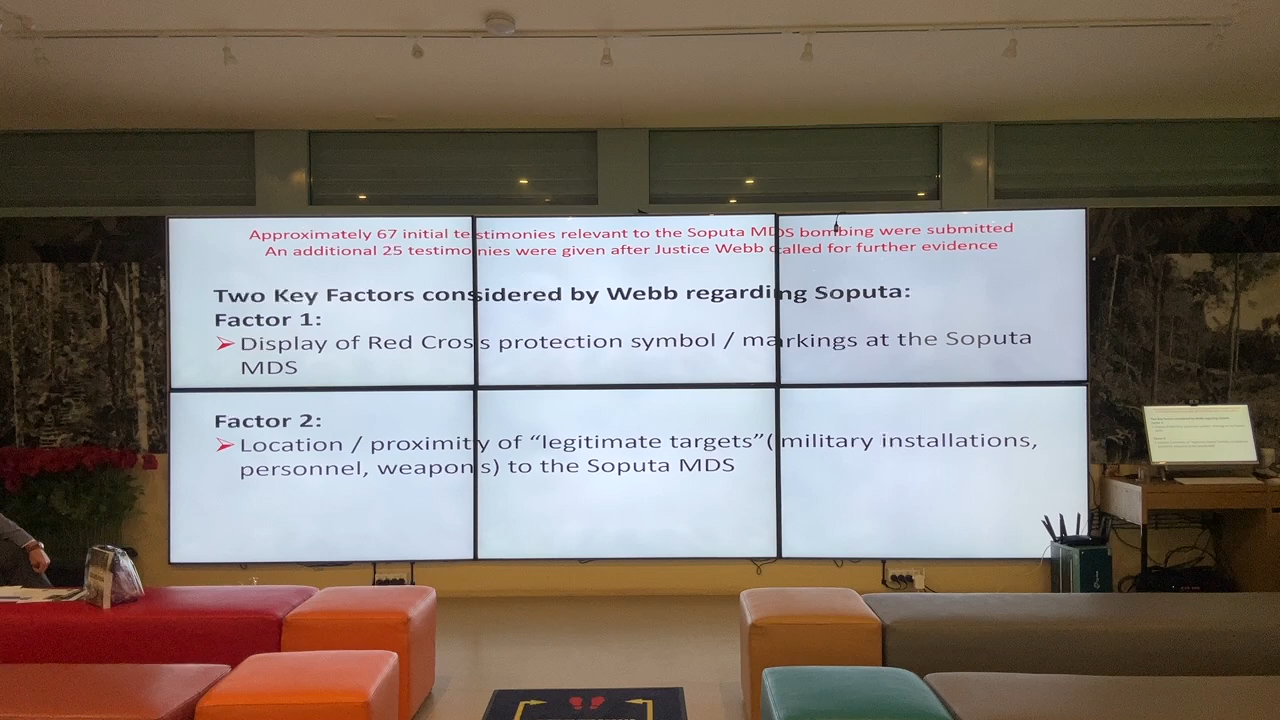 Approximately 67 initial testimonies relevant to the Soputa MDS bombing were submitted
An additional 25 testimonies were given after Justice Webb called for further evidence
Two Key Factors considered by Webb regarding Soputa:
Factor 1:
➢Display of Red Cross protection symbol / markings at the Soputa
MDS
Factor 2:
➢Location / proximity of “legitimate targets”(military installations,
personnel, weapons) to the Soputa MDS